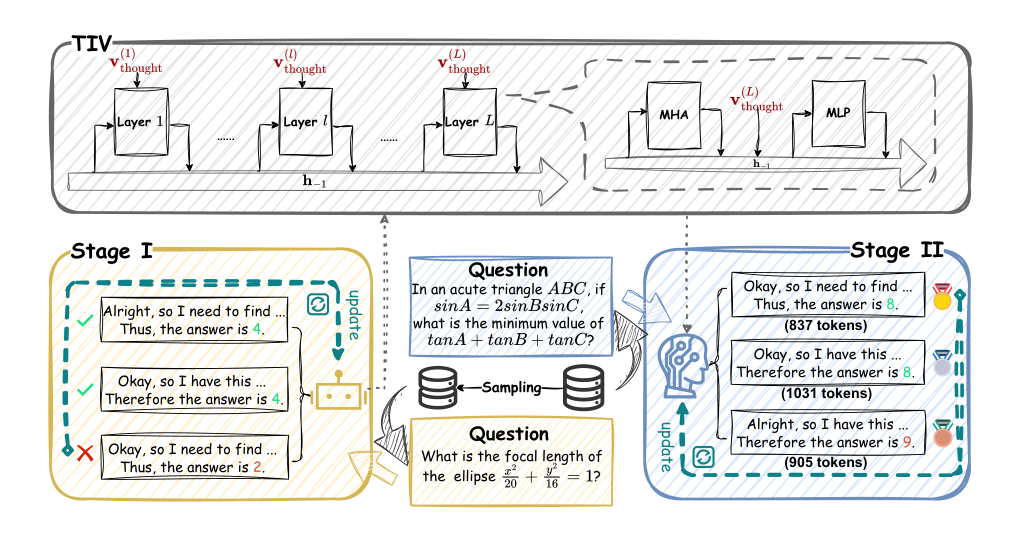 TIV
v_thought^(1)
v_thought^(l)
v_thought^(L)
Layer 1
......
Layer l
......
Layer L
h_{-1}
MHA
v_thought^(L)
MLP
h_{-1}
Stage I
update
Alright, so I need to find ...
Thus, the answer is 4.
Okay, so I have this ...
Therefore the answer is 4.
Okay, so I need to find ...
Thus, the answer is 2.
Question
In an acute triangle ABC, if
sinA = 2sinBsinC,
what is the minimum value of
tanA + tanB + tanC?
Sampling
Question
What is the focal length of
the ellipse x^2/20 + y^2/16 = 1?
Stage II
Okay, so I need to find ...
Thus, the answer is 8.
(837 tokens)
Okay, so I have this ...
Therefore the answer is 8.
(1031 tokens)
Alright, so I have this ...
Therefore the answer is 9.
(905 tokens)
update